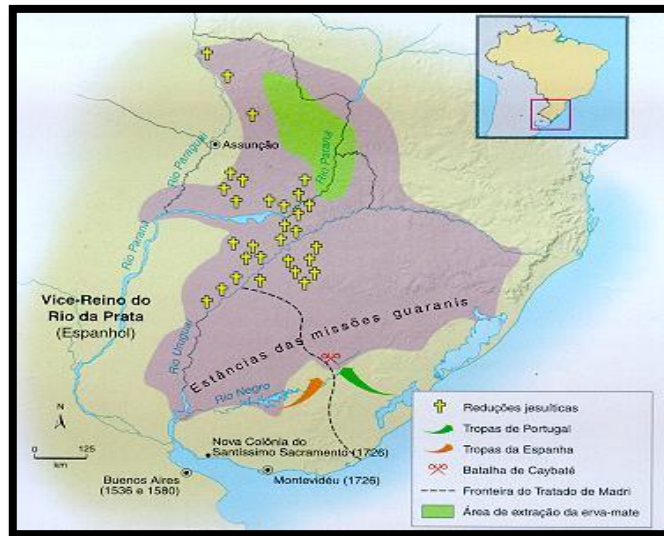 Assunção
Rio Paraguai
Rio Paraná
Rio Paraná
Vice-Reino do
Rio da Prata
(Espanhol)
Rio Uruguai
Estâncias das missões guaranis
Rio Negro
N
0 125
km
Nova Colônia do
Santíssimo Sacramento (1726)
Buenos Aires
(1536 e 1580)
Montevidéu (1726)
Reduções jesuíticas
Tropas de Portugal
Tropas da Espanha
Batalha de Caybaté
Fronteira do Tratado de Madri
Área de extração da erva-mate